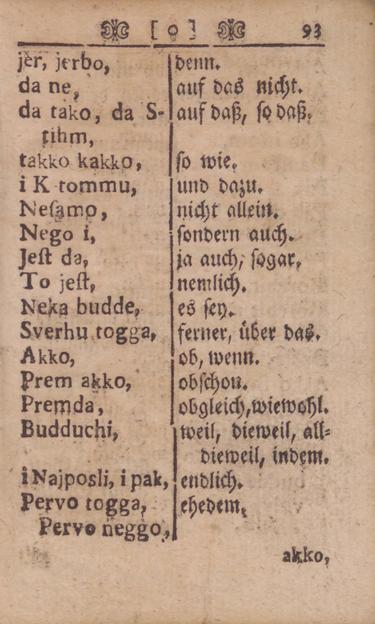 [ o ] 93
jer, jerbo, denn.
da ne, auf das nicht.
da tako, da S- auf daß, so daß.
tihm,
takko kakko, so wie.
i K tommu, und dazu.
Neſamo, nicht allein.
Nego i, ſondern auch.
Jeſt da, ja auch, ſogar.
To jeſt, nemlich.
Neka budde, es ſey.
Sverhu togga, ferner, über das.
Akko, ob, wenn.
Prem akko, obſchon.
Premda, obgleich, wiewohl.
Budduchi, weil, dieweil, all=
dieweil, indem.
i Najposli, i pak, endlich.
Pervo togga, ehedem.
Pervo neggo,
akko,